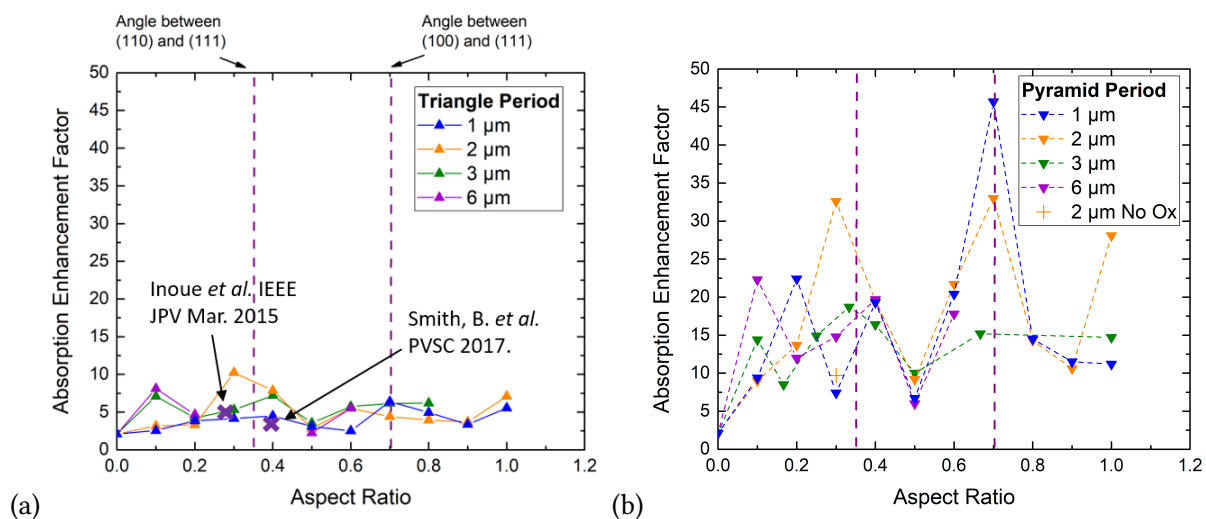 Angle between
(110) and (111)
Angle between
(100) and (111)
50
45
40
35
30
25
20
15
10
5
0
Absorption Enhancement Factor
Triangle Period
1 µm
2 µm
3 µm
6 µm
Inoue et al. IEEE
JPV Mar. 2015
Smith, B. et al.
PVSC 2017.
0.0 0.2 0.4 0.6 0.8 1.0 1.2
Aspect Ratio
(a)
50
45
40
35
30
25
20
15
10
5
0
Absorption Enhancement Factor
Pyramid Period
1 µm
2 µm
3 µm
6 µm
2 µm No Ox
0.0 0.2 0.4 0.6 0.8 1.0 1.2
Aspect Ratio
(b)